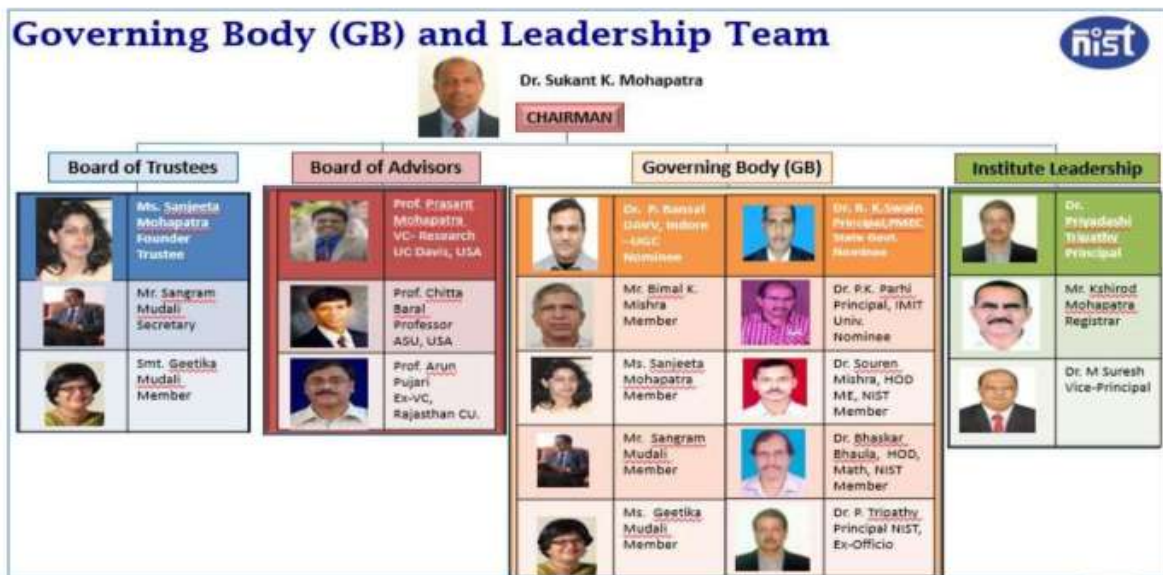 Governing Body (GB) and Leadership Team
nist
Dr. Sukant K. Mohapatra
CHAIRMAN
Board of Trustees
Ms. Sanjeeta
Mohapatra
Founder
Trustee
Mr. Sangram
Mudali
Secretary
Smt. Geetika
Mudali
Member
Board of Advisors
Prof. Prasant
Mohapatra
VC- Research
UC Davis, USA
Prof. Chitta
Baral
Professor
ASU, USA
Prof. Arun
Pujari
Ex-VC,
Rajasthan CU.
Governing Body (GB)
Dr. P. Bansal
DAVV, Indore
-UGC
Nominee
Dr. R. K.Swain
Principal,PMEC
State Govt.
Nominee
Mr. Bimal K.
Mishra
Member
Dr. P.K. Parhi
Principal, IMIT
Univ.
Nominee
Ms. Sanjeeta
Mohapatra
Member
Dr. Souren
Mishra, HOD
ME, NIST
Member
Mr. Sangram
Mudali
Member
Dr. Bhaskar
Bhaula, HOD,
Math, NIST
Member
Ms. Geetika
Mudali
Member
Dr. P. Tripathy
Principal NIST,
Ex-Officio
Institute Leadership
Dr.
Priyadashi
Tripathy
Principal
Mr. Kshirod
Mohapatra
Registrar
Dr. M Suresh
Vice-Principal